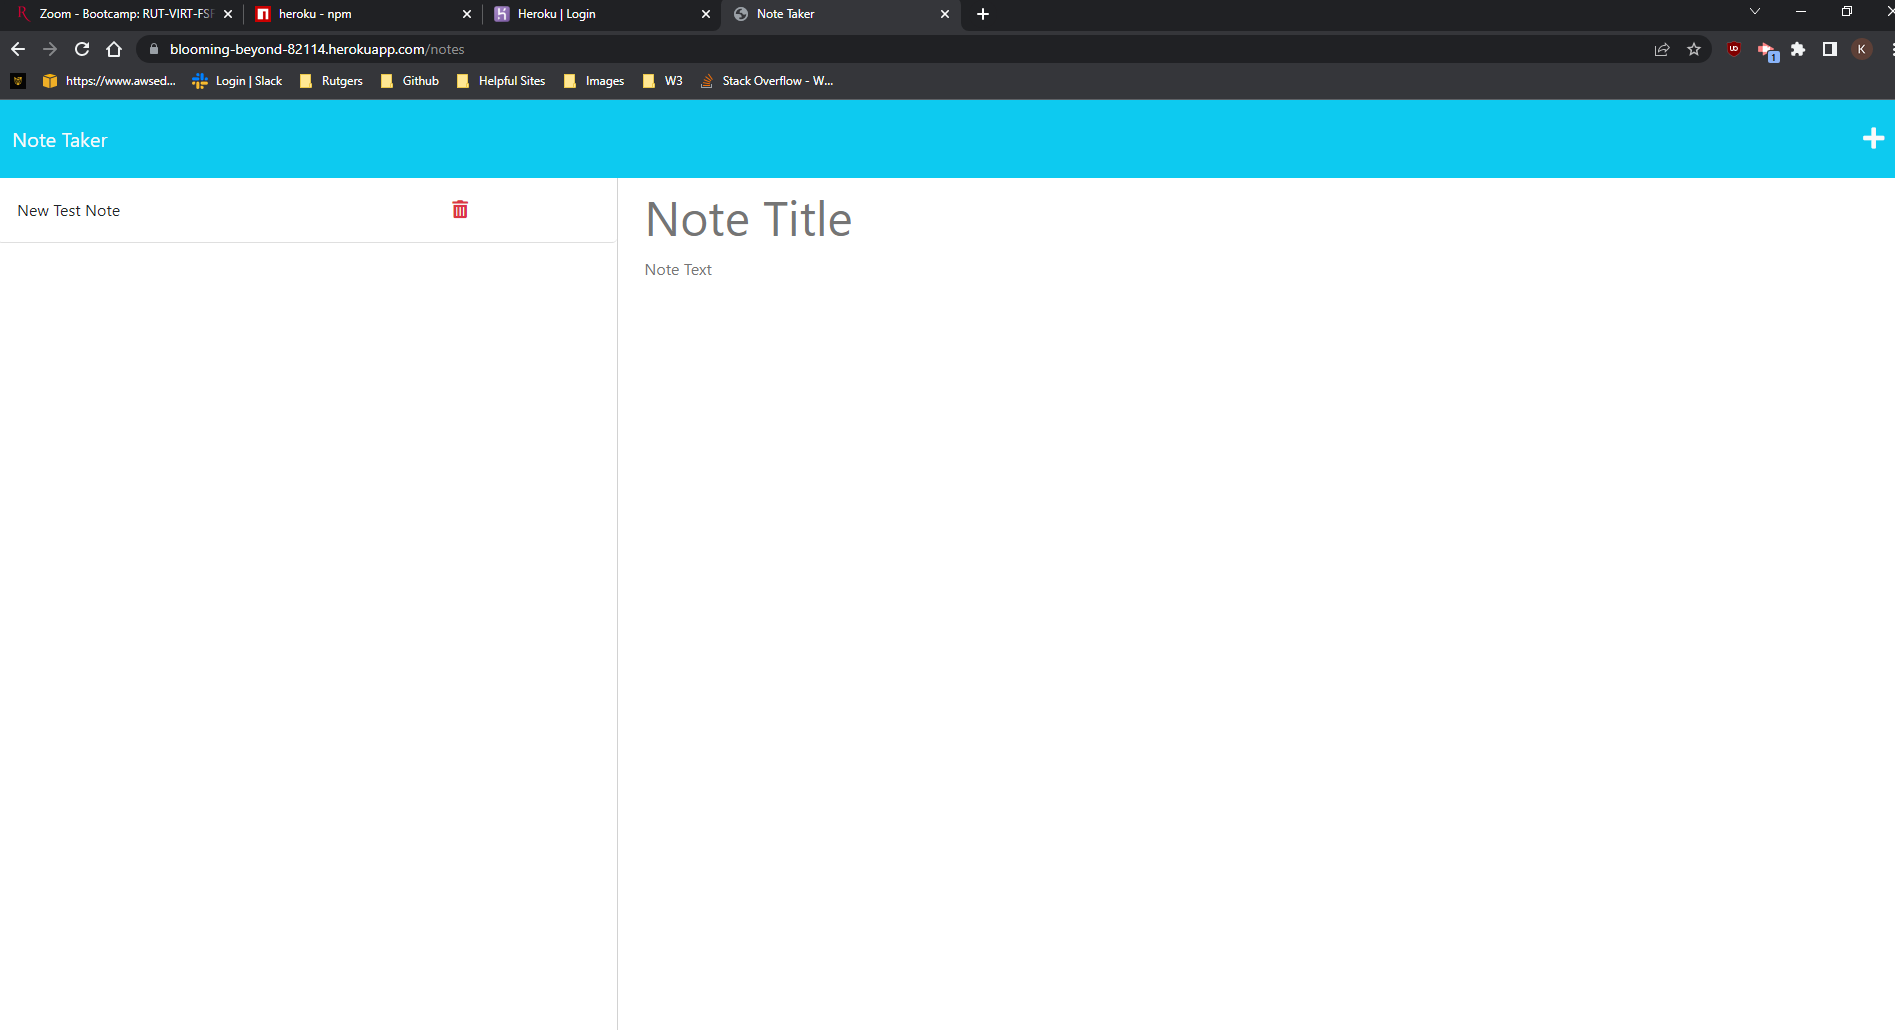 Zoom - Bootcamp: RUT-VIRT-FSF
heroku - npm
Heroku | Login
Note Taker
blooming-beyond-82114.herokuapp.com/notes
1
K
https://www.awsed...
Login | Slack
Rutgers
Github
Helpful Sites
Images
W3
Stack Overflow - W...
Note Taker
New Test Note
Note Title
Note Text